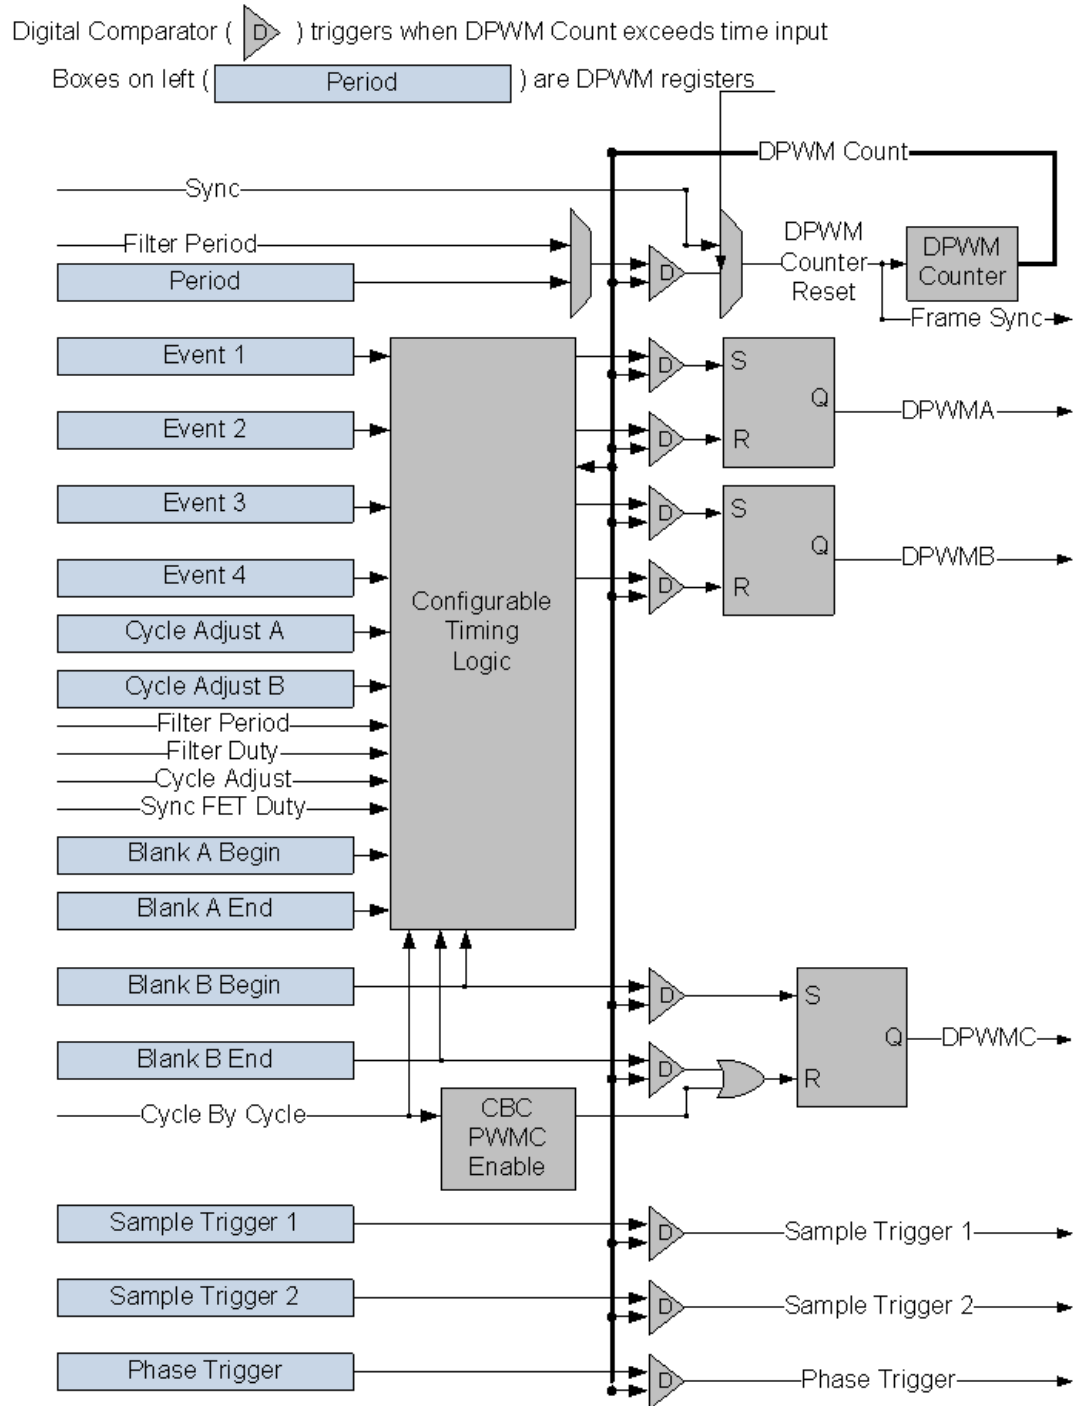 Digital Comparator ( D ) triggers when DPWM Count exceeds time input
Boxes on left ( Period ) are DPWM registers
DPWM Count
Sync
Filter Period
Period
D
DPWM
Counter
Reset
DPWM
Counter
Frame Sync
Event 1
D
S
Q
DPWMA
Event 2
D
R
Event 3
D
S
Q
DPWMB
Event 4
D
R
Configurable
Timing
Logic
Cycle Adjust A
Cycle Adjust B
Filter Period
Filter Duty
Cycle Adjust
Sync FET Duty
Blank A Begin
Blank A End
Blank B Begin
D
S
Q
DPWMC
Blank B End
D
R
Cycle By Cycle
CBC
PWMC
Enable
Sample Trigger 1
D
Sample Trigger 1
Sample Trigger 2
D
Sample Trigger 2
Phase Trigger
D
Phase Trigger